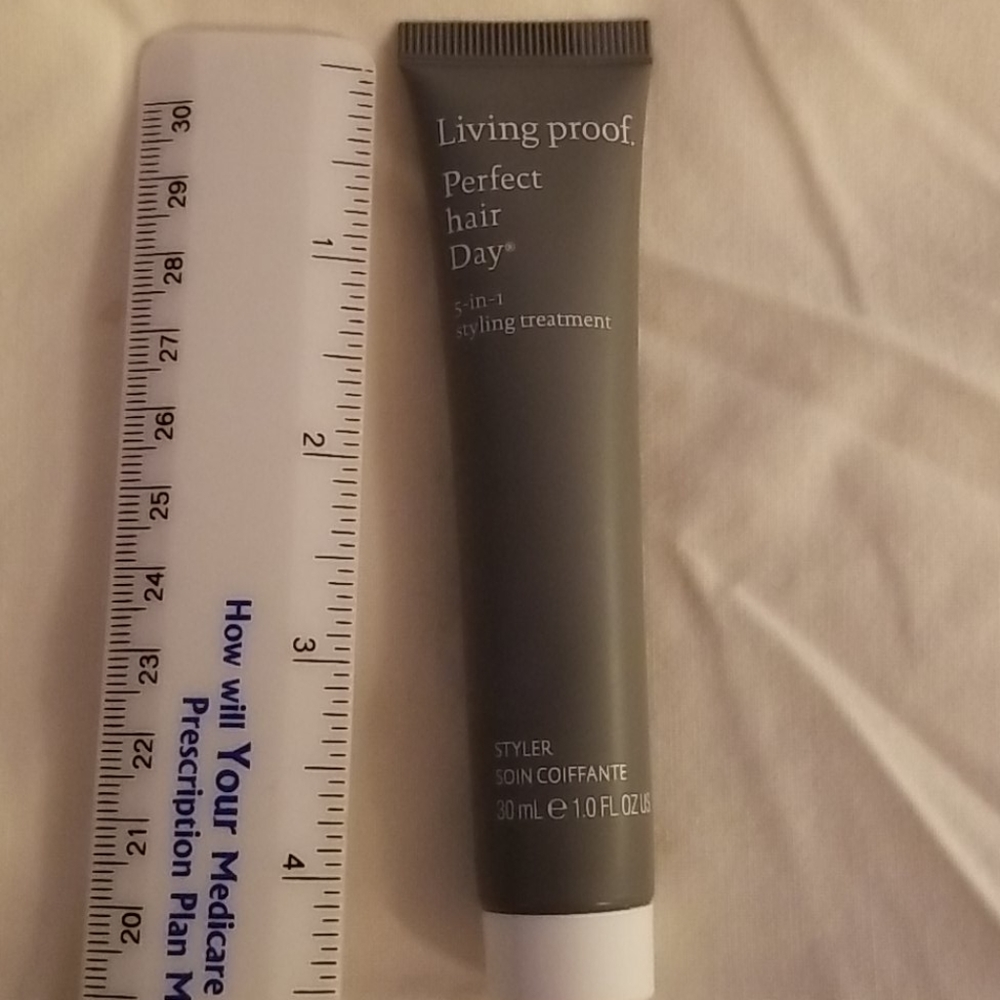 Living proof.
Perfect
hair
Day®
5-in-1
styling treatment
STYLER
SOIN COIFFANTE
30 mL ℮ 1.0 FL OZ US
30
29
28
27
26
25
24
23
22
21
20
1
2
3
4
How will Your Medicare
Prescription Plan